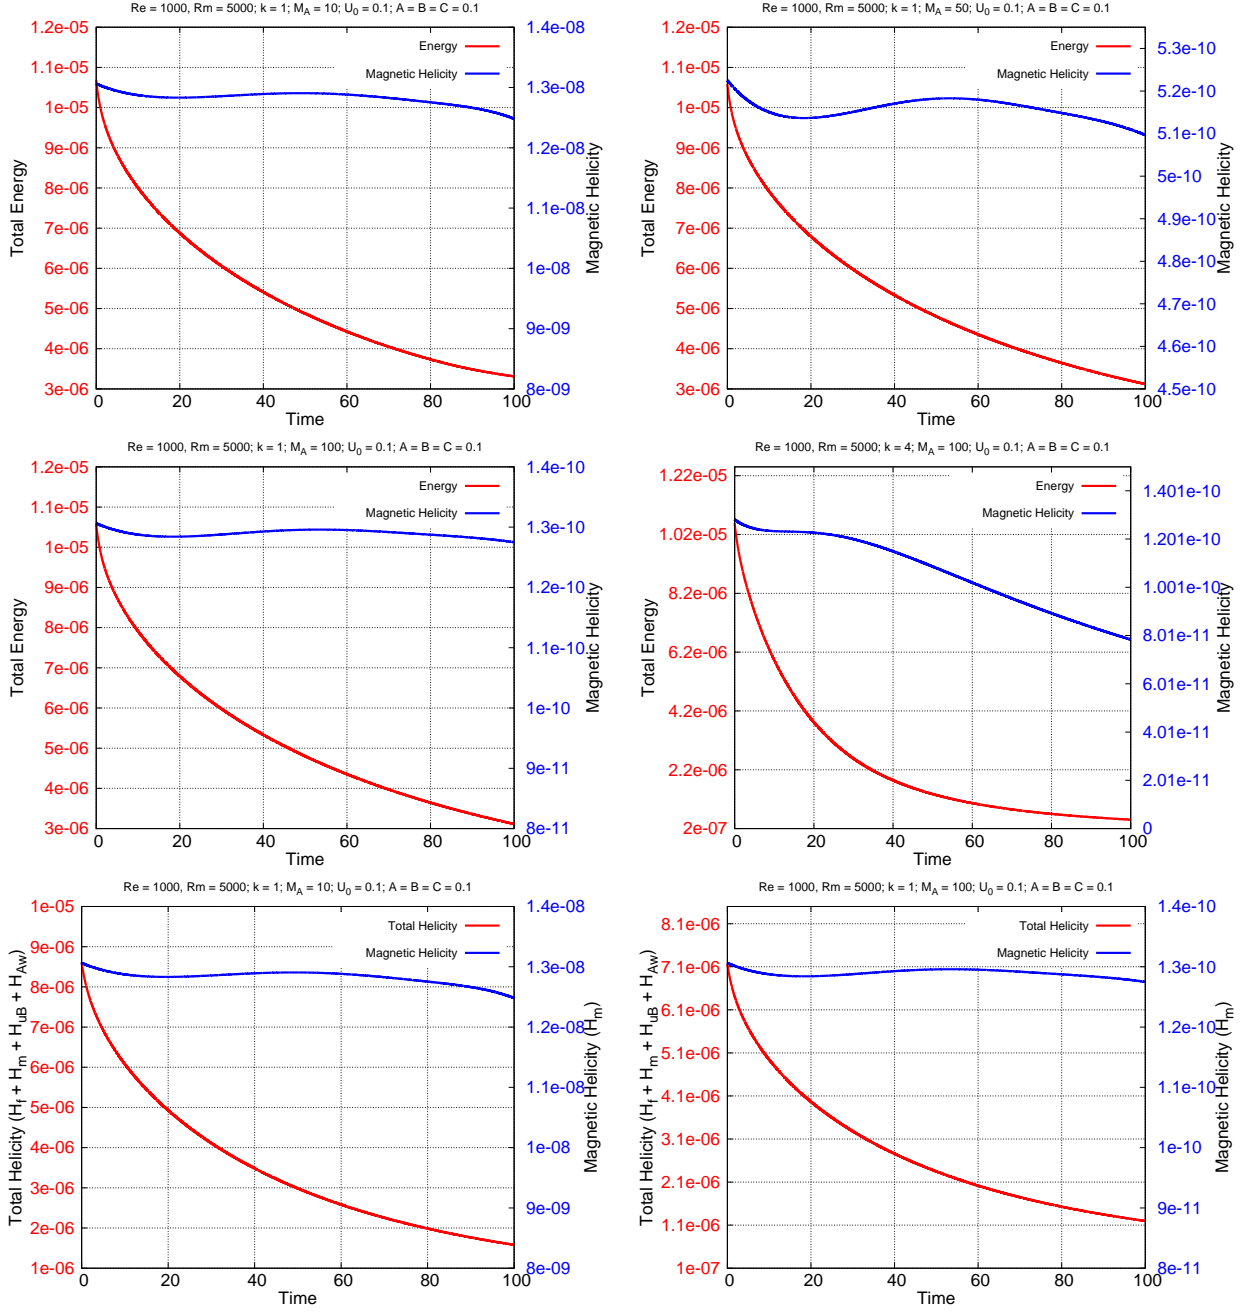 Re = 1000, Rm = 5000; k = 1; M_A = 10; U_0 = 0.1; A = B = C = 0.1
Energy
Magnetic Helicity
Total Energy
1.2e-05
1.1e-05
1e-05
9e-06
8e-06
7e-06
6e-06
5e-06
4e-06
3e-06
1.4e-08
1.3e-08
1.2e-08
1.1e-08
1e-08
9e-09
8e-09
Magnetic Helicity
0 20 40 60 80 100
Time
Re = 1000, Rm = 5000; k = 1; M_A = 50; U_0 = 0.1; A = B = C = 0.1
Energy
Magnetic Helicity
Total Energy
1.2e-05
1.1e-05
1e-05
9e-06
8e-06
7e-06
6e-06
5e-06
4e-06
3e-06
5.3e-10
5.2e-10
5.1e-10
5e-10
4.9e-10
4.8e-10
4.7e-10
4.6e-10
4.5e-10
Magnetic Helicity
0 20 40 60 80 100
Time
Re = 1000, Rm = 5000; k = 1; M_A = 100; U_0 = 0.1; A = B = C = 0.1
Energy
Magnetic Helicity
Total Energy
1.2e-05
1.1e-05
1e-05
9e-06
8e-06
7e-06
6e-06
5e-06
4e-06
3e-06
1.4e-10
1.3e-10
1.2e-10
1.1e-10
1e-10
9e-11
8e-11
Magnetic Helicity
0 20 40 60 80 100
Time
Re = 1000, Rm = 5000; k = 4; M_A = 100; U_0 = 0.1; A = B = C = 0.1
Energy
Magnetic Helicity
Total Energy
1.22e-05
1.02e-05
8.2e-06
6.2e-06
4.2e-06
2.2e-06
2e-07
1.401e-10
1.201e-10
1.001e-10
8.01e-11
6.01e-11
4.01e-11
2.01e-11
0
Magnetic Helicity
0 20 40 60 80 100
Time
Re = 1000, Rm = 5000; k = 1; M_A = 10; U_0 = 0.1; A = B = C = 0.1
Total Helicity
Magnetic Helicity
Total Helicity (H_f + H_m + H_uB + H_Aw)
1e-05
9e-06
8e-06
7e-06
6e-06
5e-06
4e-06
3e-06
2e-06
1e-06
1.4e-08
1.3e-08
1.2e-08
1.1e-08
1e-08
9e-09
8e-09
Magnetic Helicity (H_m)
0 20 40 60 80 100
Time
Re = 1000, Rm = 5000; k = 1; M_A = 100; U_0 = 0.1; A = B = C = 0.1
Total Helicity
Magnetic Helicity
Total Helicity (H_f + H_m + H_uB + H_Aw)
8.1e-06
7.1e-06
6.1e-06
5.1e-06
4.1e-06
3.1e-06
2.1e-06
1.1e-06
1e-07
1.4e-10
1.3e-10
1.2e-10
1.1e-10
1e-10
9e-11
8e-11
Magnetic Helicity (H_m)
0 20 40 60 80 100
Time